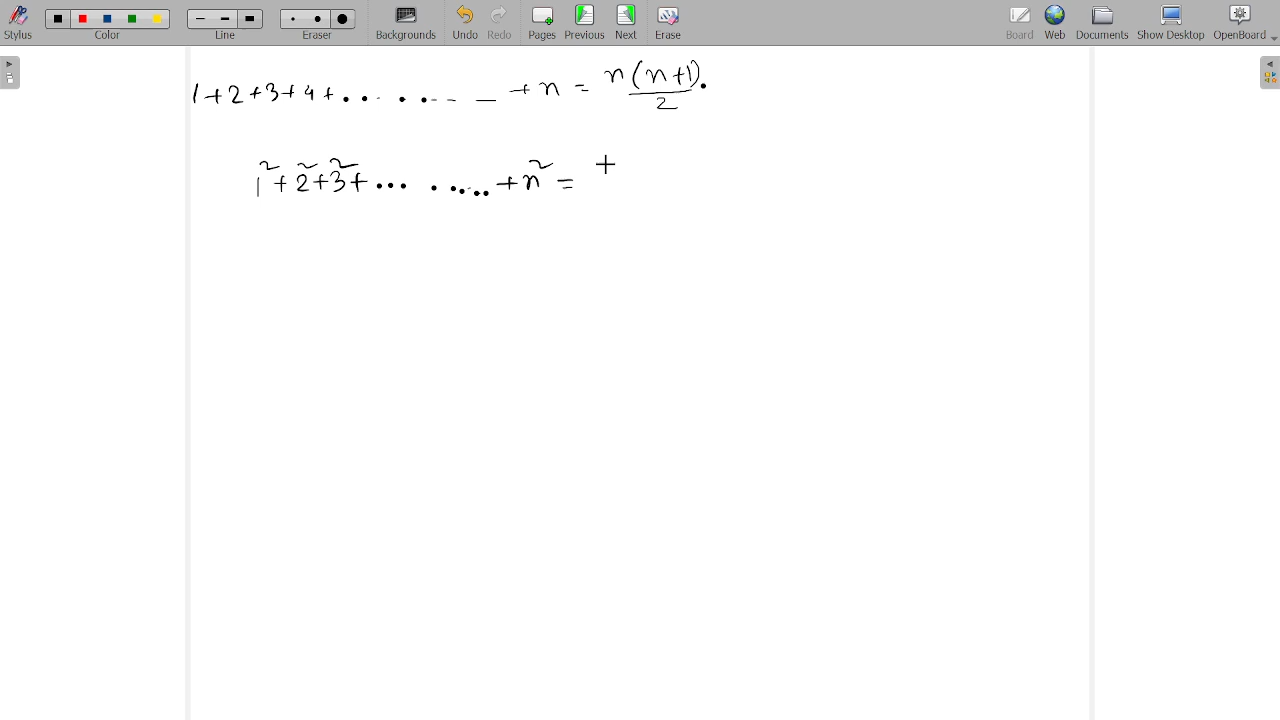 Stylus Color Line Eraser Backgrounds Undo Redo Pages Previous Next Erase Board Web Documents Show Desktop OpenBoard
1+2+3+4+........ _ +n = n(n+1)/2.
1²+2²+3²+... ...... +n² = +